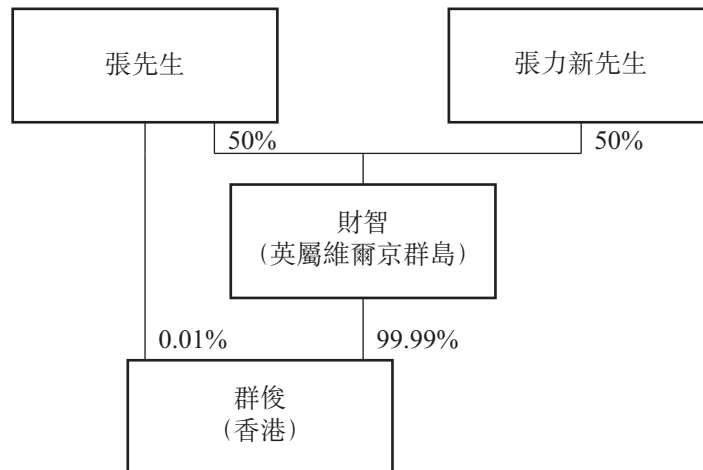 張先生
張力新先生
50%
50%
財智
（英屬維爾京群島）
0.01%
99.99%
群俊
（香港）